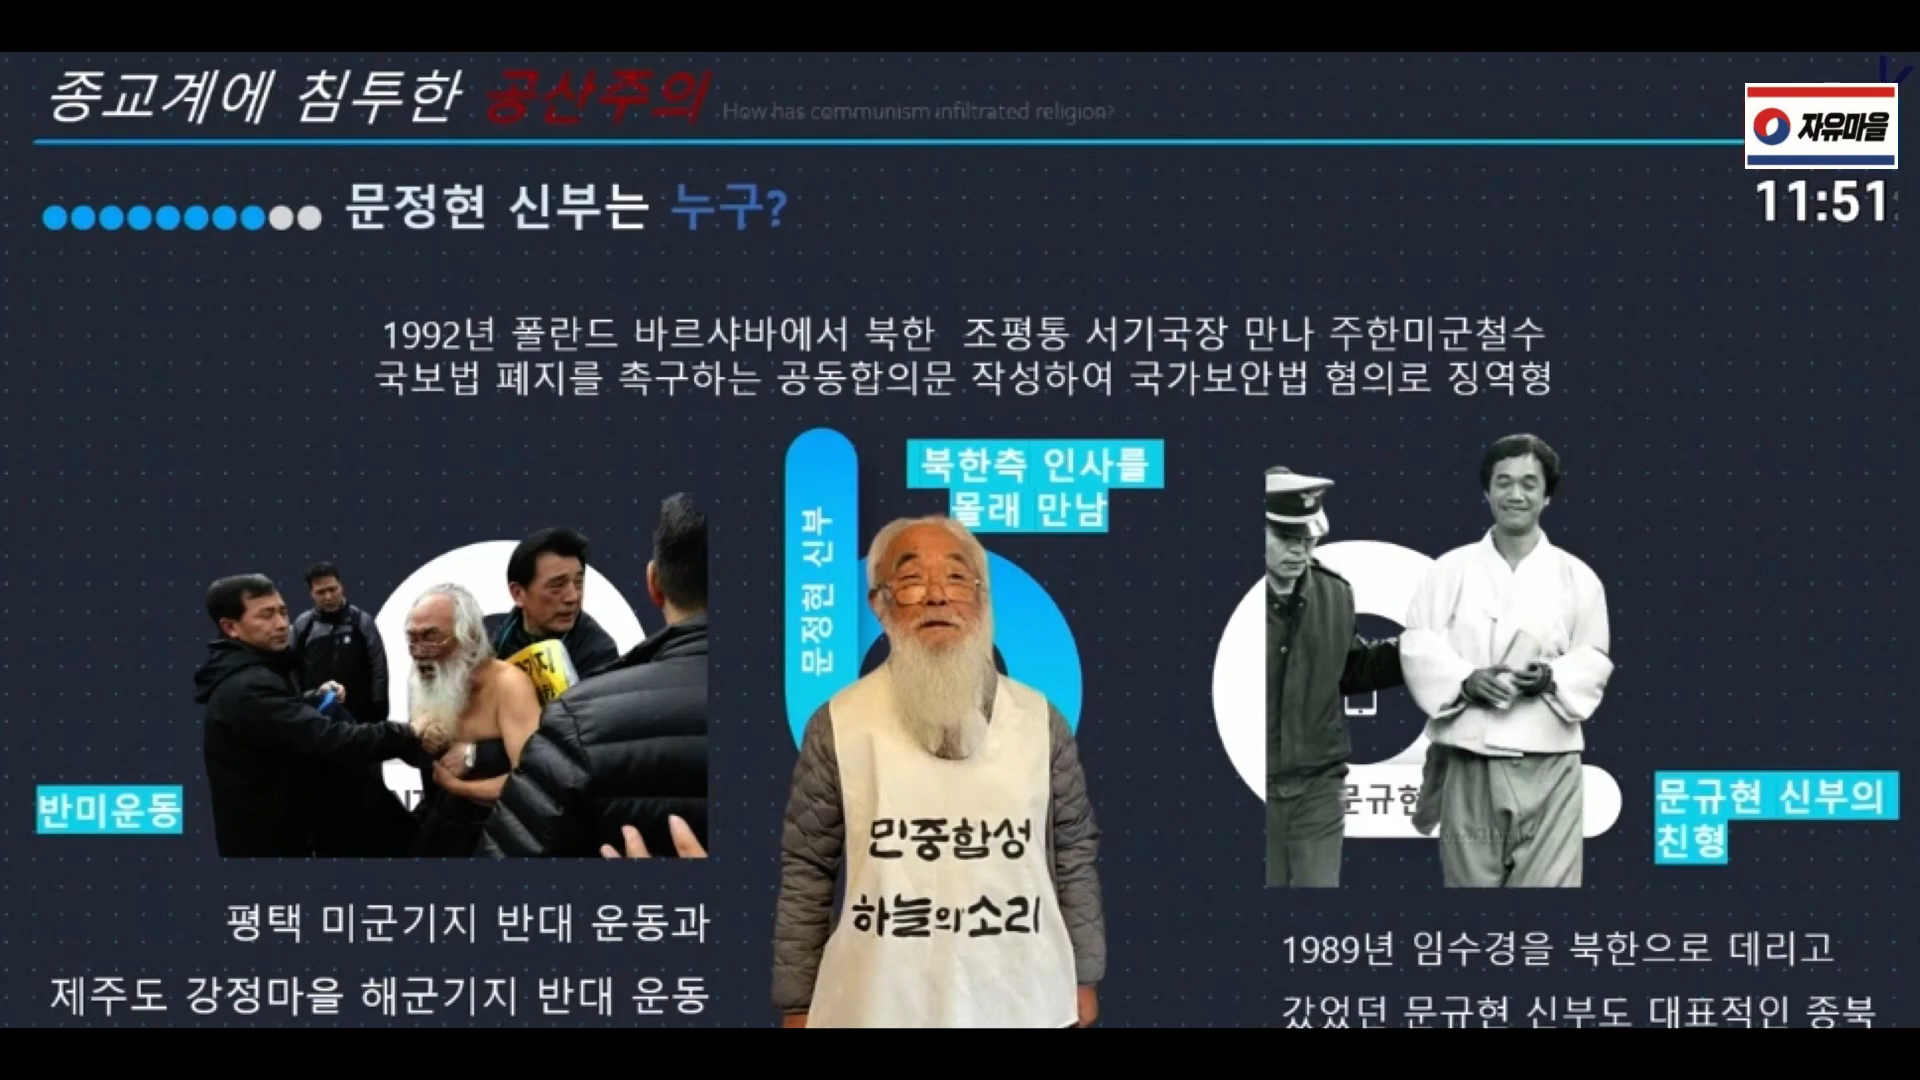 종교계에 침투한 공산주의 How has communism infiltrated religion?
자유마을
11:51
문정현 신부는 누구?
1992년 폴란드 바르샤바에서 북한 조평통 서기국장 만나 주한미군철수
국보법 폐지를 촉구하는 공동합의문 작성하여 국가보안법 혐의로 징역형
북한측 인사를
몰래 만남
문정현 신부
반미운동
민중함성
하늘의소리
문규현
문규현 신부의
친형
평택 미군기지 반대 운동과
제주도 강정마을 해군기지 반대 운동
1989년 임수경을 북한으로 데리고
갔었던 문규현 신부도 대표적인 종북